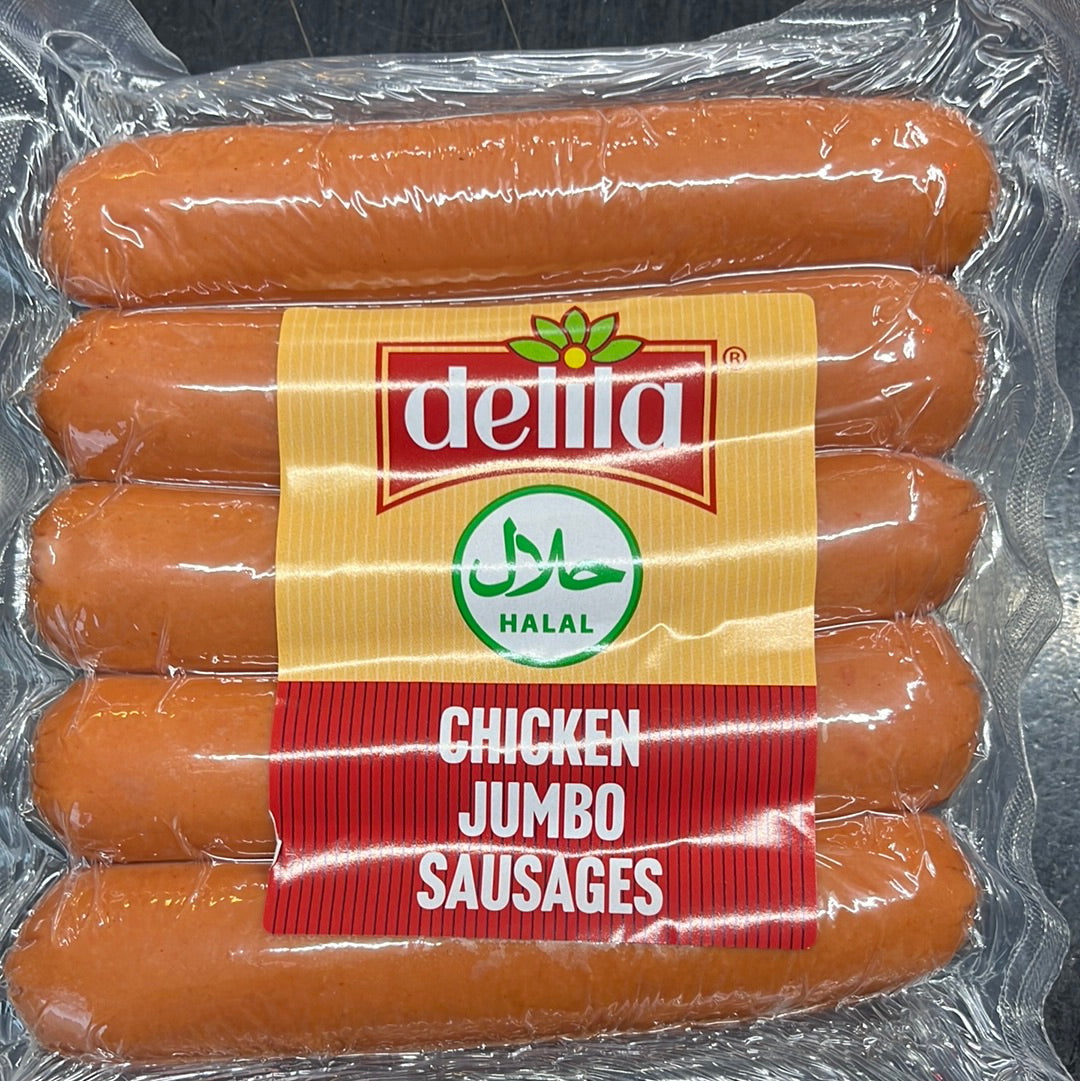 delila
®
حلال
HALAL
CHICKEN
JUMBO
SAUSAGES